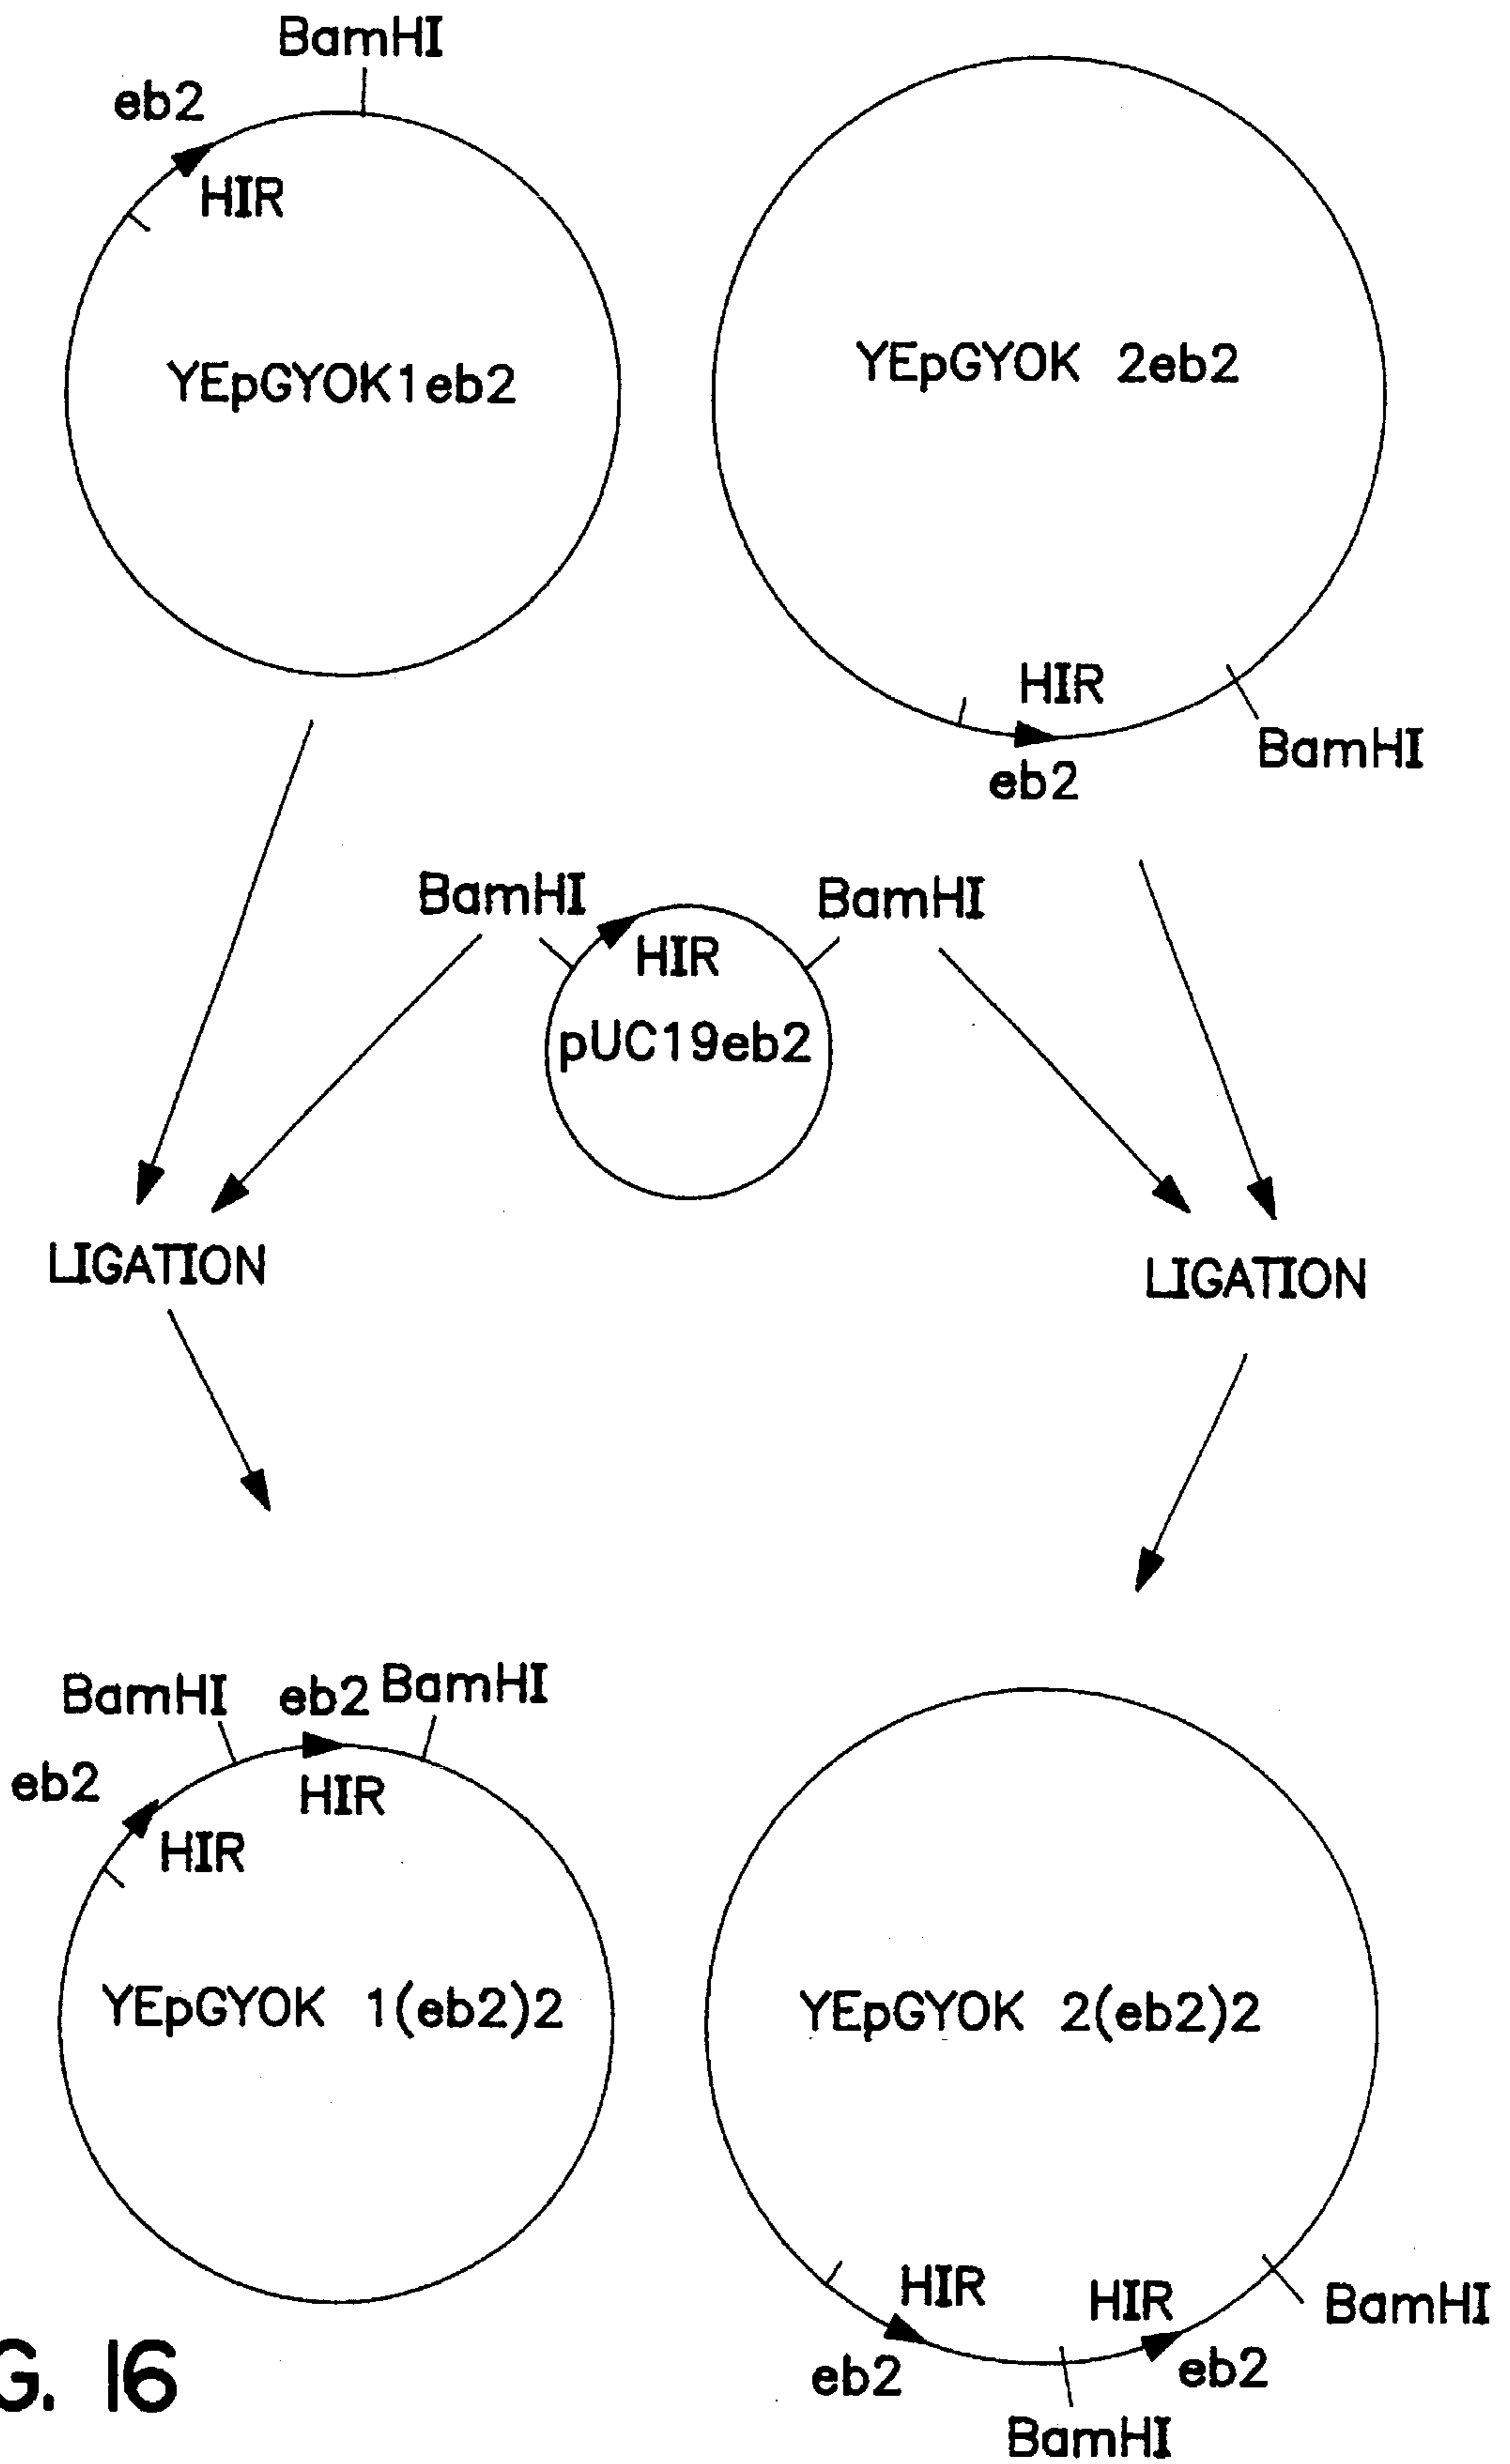 BamHI
eb2
HIR
YEpGYOK1eb2
YEpGYOK 2eb2
HIR
BamHI
eb2
BamHI
BamHI
HIR
pUC19eb2
LIGATION
LIGATION
BamHI
eb2
BamHI
eb2
HIR
HIR
YEpGYOK 1(eb2)2
YEpGYOK 2(eb2)2
HIR
HIR
BamHI
eb2
eb2
BamHI
G. 16